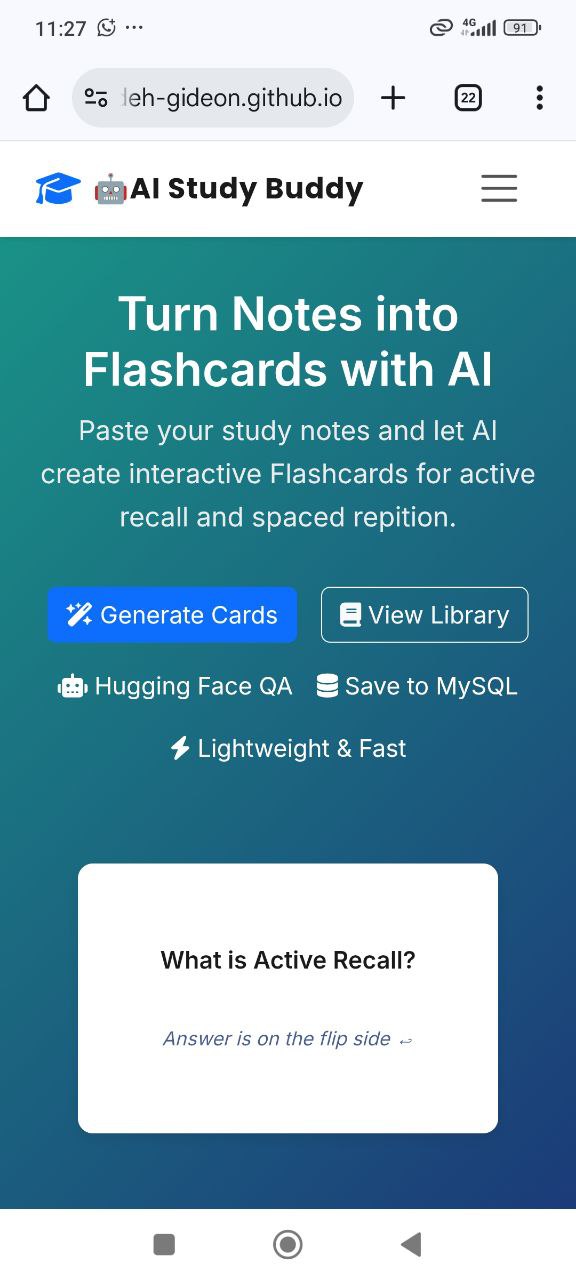 11:27
4G
91
deh-gideon.github.io
22
AI Study Buddy
Turn Notes into
Flashcards with AI
Paste your study notes and let AI
create interactive Flashcards for active
recall and spaced repition.
Generate Cards
View Library
Hugging Face QA
Save to MySQL
Lightweight & Fast
What is Active Recall?
Answer is on the flip side ↩